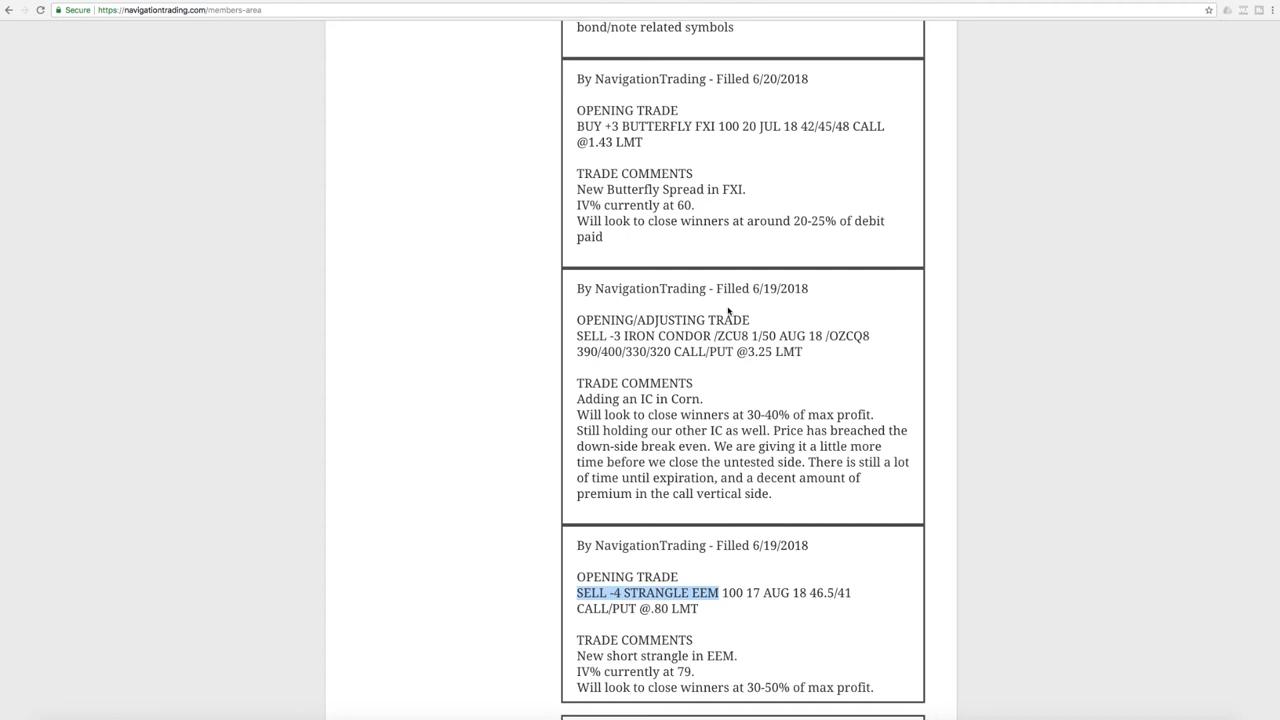 Secure https://navigationtrading.com/members-area
bond/note related symbols
By NavigationTrading - Filled 6/20/2018
OPENING TRADE
BUY +3 BUTTERFLY FXI 100 20 JUL 18 42/45/48 CALL
@1.43 LMT
TRADE COMMENTS
New Butterfly Spread in FXI.
IV% currently at 60.
Will look to close winners at around 20-25% of debit
paid
By NavigationTrading - Filled 6/19/2018
OPENING/ADJUSTING TRADE
SELL -3 IRON CONDOR /ZCU8 1/50 AUG 18 /OZCQ8
390/400/330/320 CALL/PUT @3.25 LMT
TRADE COMMENTS
Adding an IC in Corn.
Will look to close winners at 30-40% of max profit.
Still holding our other IC as well. Price has breached the
down-side break even. We are giving it a little more
time before we close the untested side. There is still a lot
of time until expiration, and a decent amount of
premium in the call vertical side.
By NavigationTrading - Filled 6/19/2018
OPENING TRADE
SELL -4 STRANGLE EEM 100 17 AUG 18 46.5/41
CALL/PUT @.80 LMT
TRADE COMMENTS
New short strangle in EEM.
IV% currently at 79.
Will look to close winners at 30-50% of max profit.